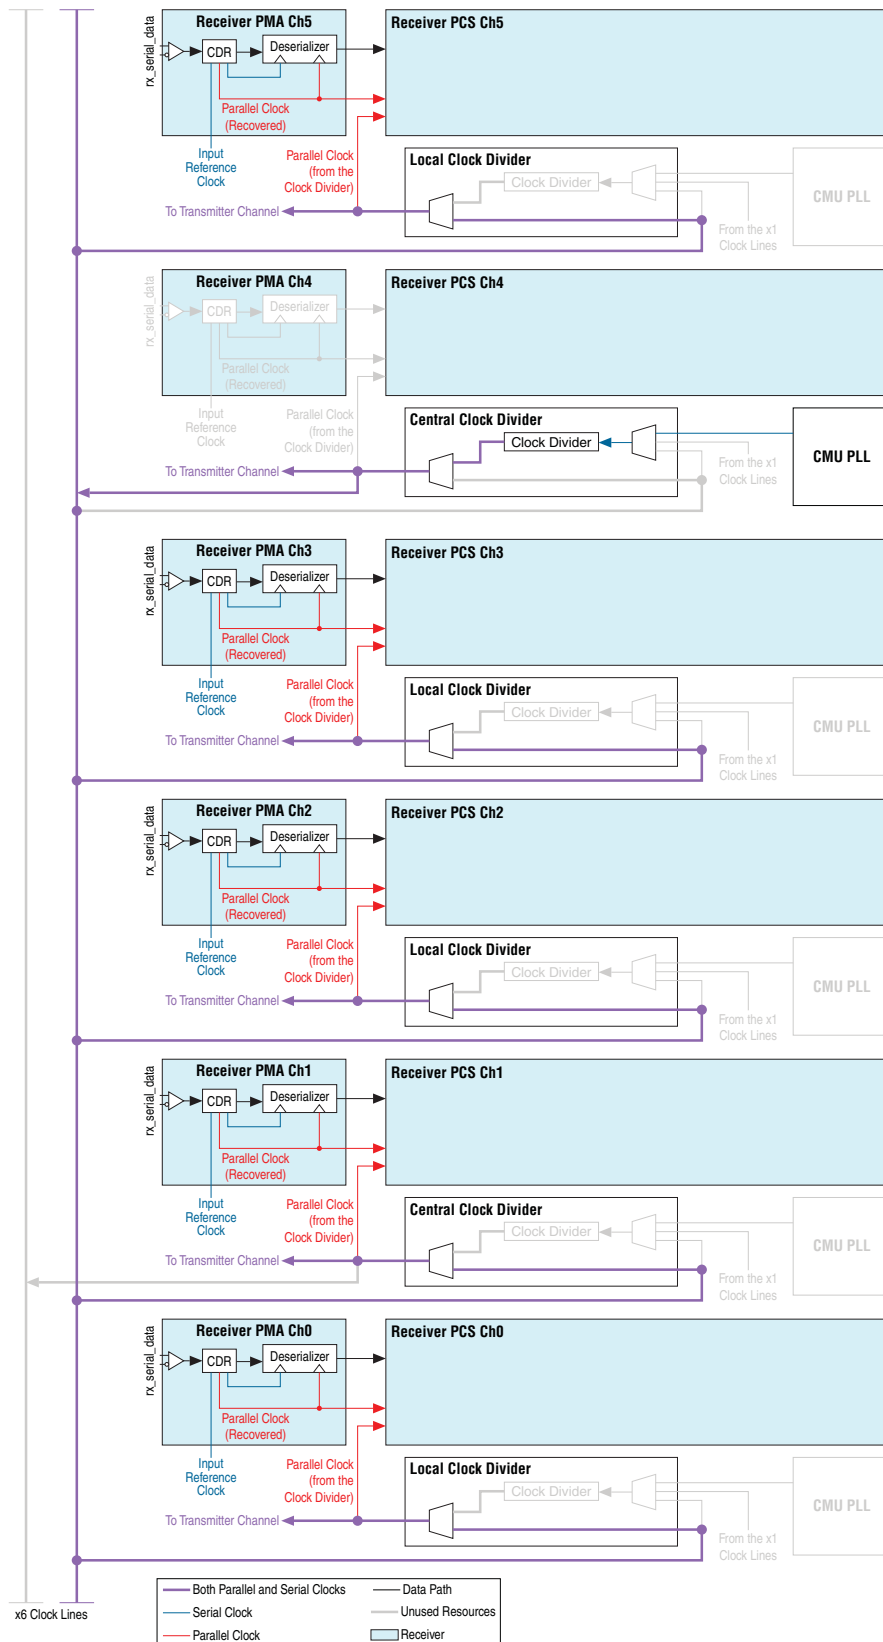 Receiver PMA Ch5
Receiver PCS Ch5
rx_serial_data
CDR
Deserializer
Parallel Clock
(Recovered)
Input
Reference
Clock
Parallel Clock
(from the
Clock Divider)
Local Clock Divider
Clock Divider
CMU PLL
To Transmitter Channel
From the x1
Clock Lines
Receiver PMA Ch4
Receiver PCS Ch4
rx_serial_data
CDR
Deserializer
Parallel Clock
(Recovered)
Input
Reference
Clock
Parallel Clock
(from the
Clock Divider)
Central Clock Divider
Clock Divider
CMU PLL
To Transmitter Channel
From the x1
Clock Lines
Receiver PMA Ch3
Receiver PCS Ch3
rx_serial_data
CDR
Deserializer
Parallel Clock
(Recovered)
Input
Reference
Clock
Parallel Clock
(from the
Clock Divider)
Local Clock Divider
Clock Divider
CMU PLL
To Transmitter Channel
From the x1
Clock Lines
Receiver PMA Ch2
Receiver PCS Ch2
rx_serial_data
CDR
Deserializer
Parallel Clock
(Recovered)
Input
Reference
Clock
Parallel Clock
(from the
Clock Divider)
Local Clock Divider
Clock Divider
CMU PLL
To Transmitter Channel
From the x1
Clock Lines
Receiver PMA Ch1
Receiver PCS Ch1
rx_serial_data
CDR
Deserializer
Parallel Clock
(Recovered)
Input
Reference
Clock
Parallel Clock
(from the
Clock Divider)
Central Clock Divider
Clock Divider
CMU PLL
To Transmitter Channel
From the x1
Clock Lines
Receiver PMA Ch0
Receiver PCS Ch0
rx_serial_data
CDR
Deserializer
Parallel Clock
(Recovered)
Input
Reference
Clock
Parallel Clock
(from the
Clock Divider)
Local Clock Divider
Clock Divider
CMU PLL
To Transmitter Channel
From the x1
Clock Lines
x6 Clock Lines
Both Parallel and Serial Clocks
Data Path
Serial Clock
Unused Resources
Parallel Clock
Receiver